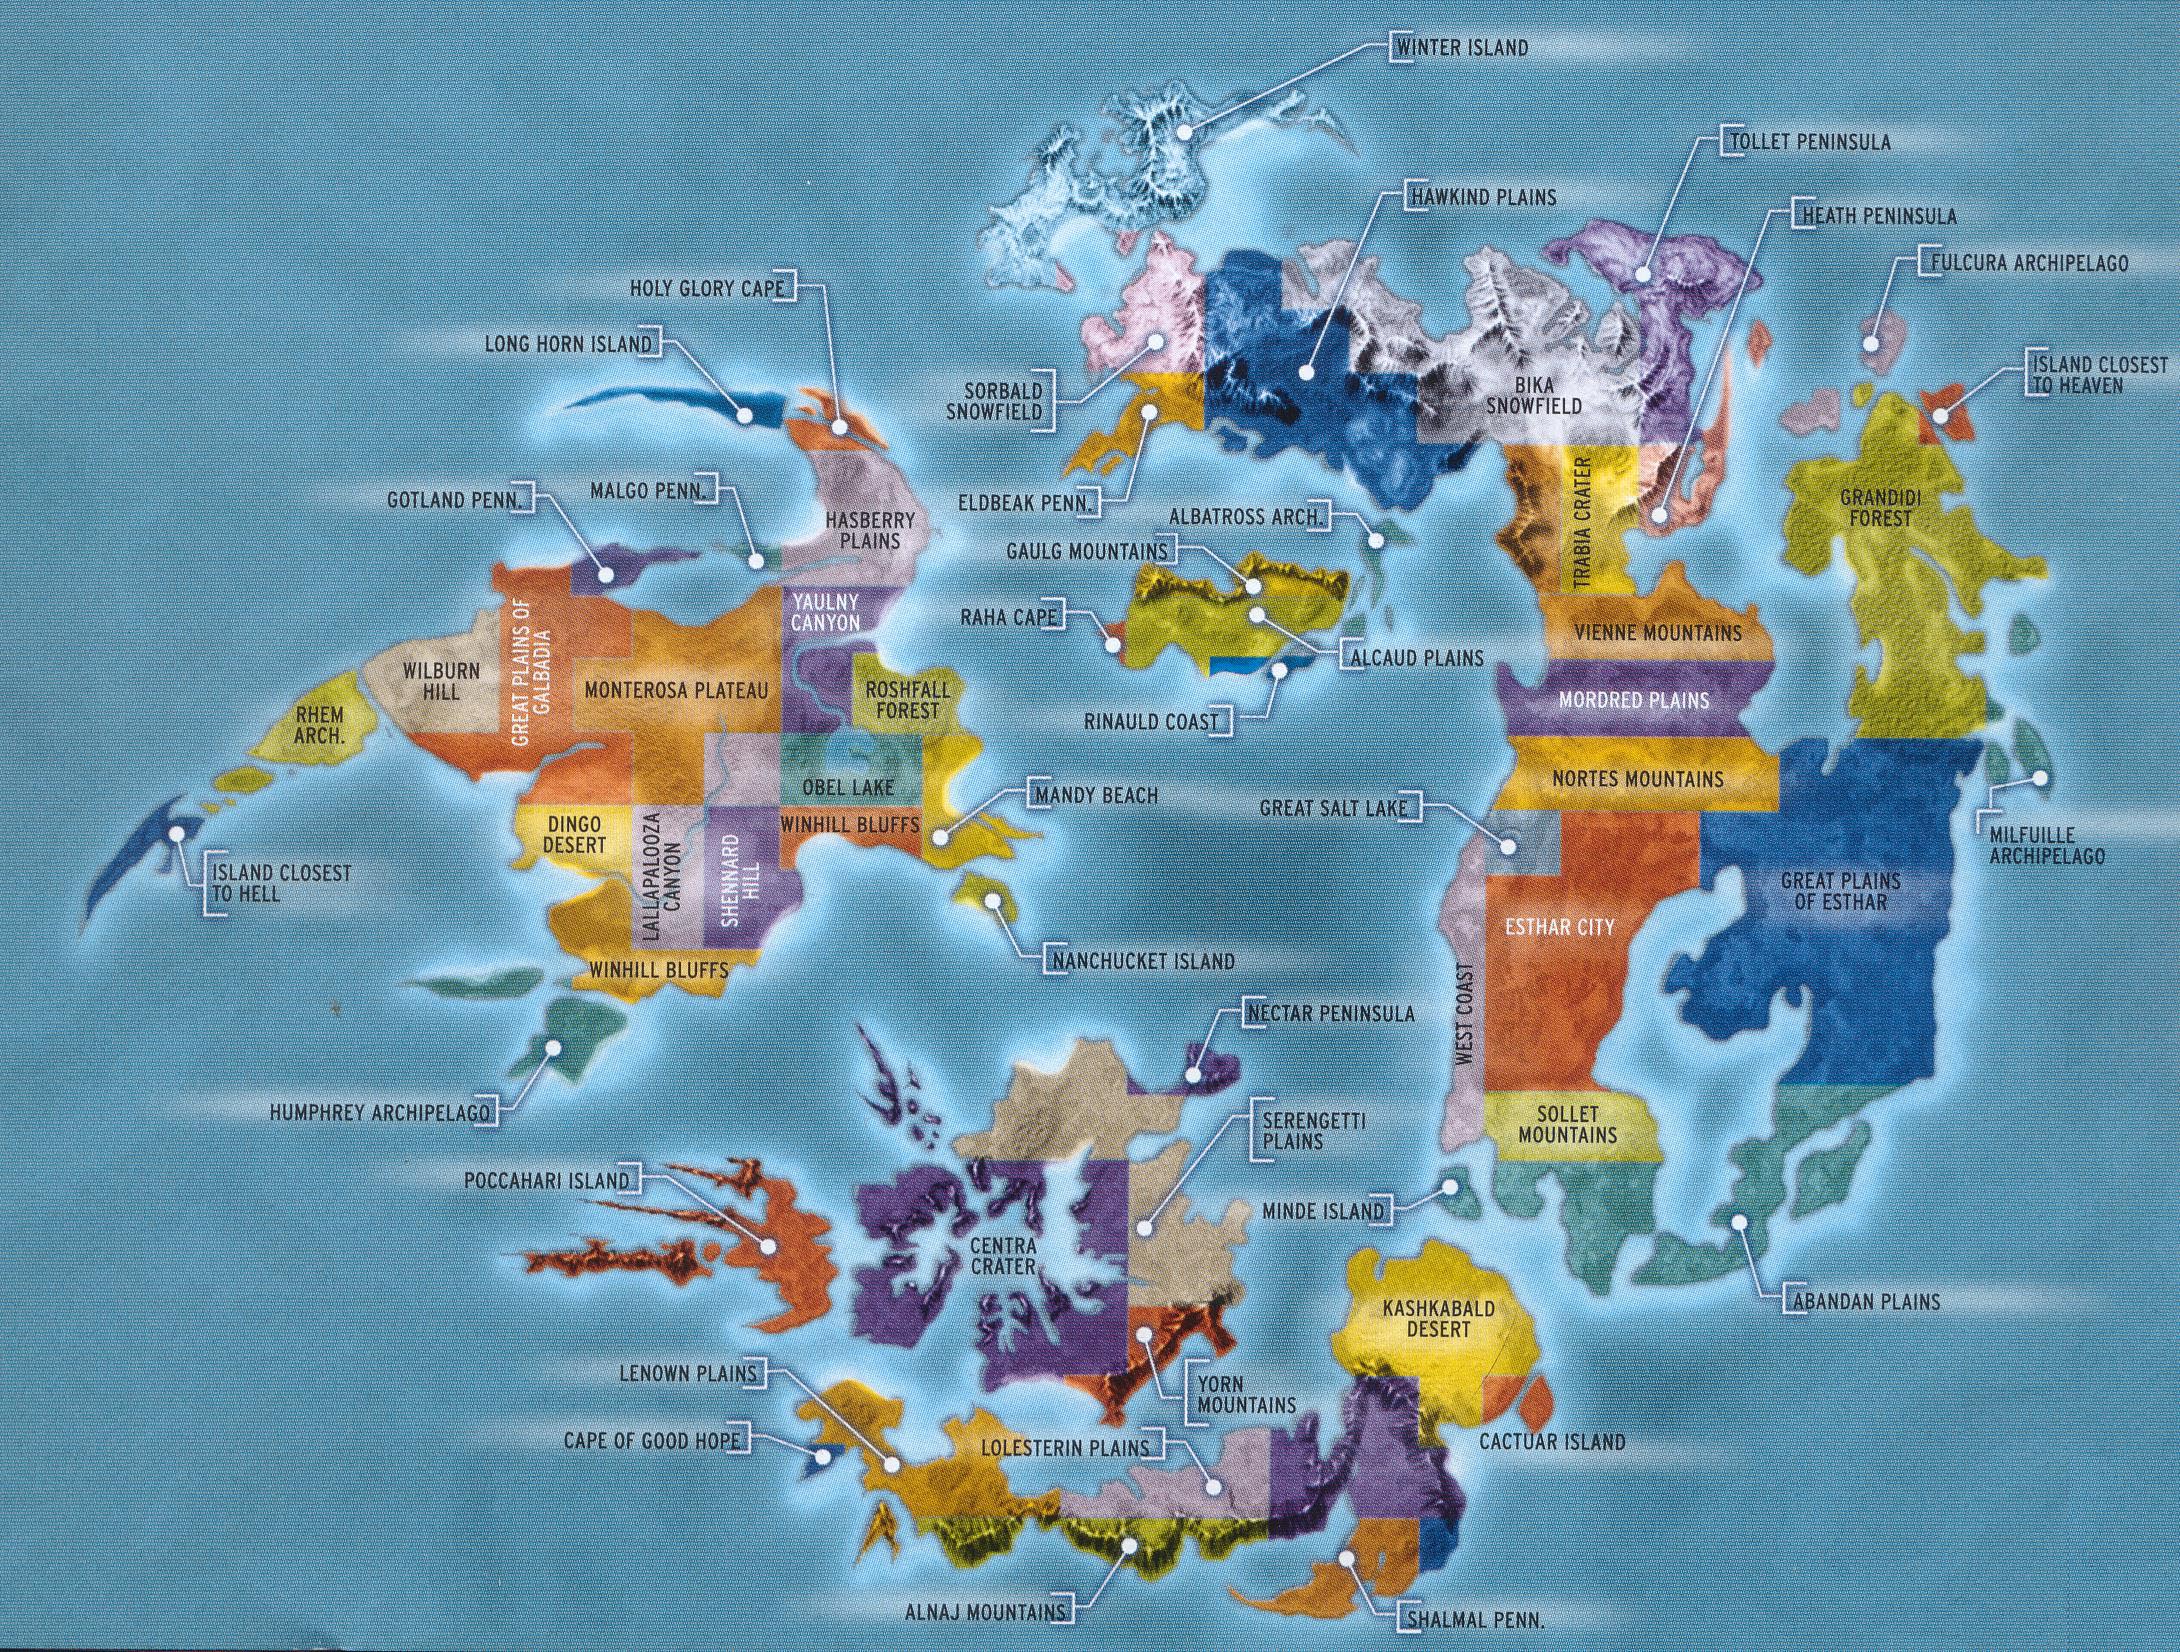 WINTER ISLAND
TOLLET PENINSULA
HAWKIND PLAINS
HEATH PENINSULA
FULCURA ARCHIPELAGO
HOLY GLORY CAPE
LONG HORN ISLAND
ISLAND CLOSEST
TO HEAVEN
SORBALD
SNOWFIELD
BIKA
SNOWFIELD
GOTLAND PENN.
MALGO PENN.
HASBERRY
PLAINS
ELDBEAK PENN.
ALBATROSS ARCH.
TRABIA CRATER
GRANDIDI
FOREST
GAULG MOUNTAINS
RAHA CAPE
YAULNY
CANYON
GREAT PLAINS OF
GALBADIA
ALCAUD PLAINS
VIENNE MOUNTAINS
WILBURN
HILL
MONTEROSA PLATEAU
ROSHFALL
FOREST
MORDRED PLAINS
RHEM
ARCH.
RINAULD COAST
OBEL LAKE
MANDY BEACH
NORTES MOUNTAINS
GREAT SALT LAKE
DINGO
DESERT
LALLAPALOOZA
CANYON
SHENNARD
HILL
WINHILL BLUFFS
MILFUILLE
ARCHIPELAGO
ISLAND CLOSEST
TO HELL
GREAT PLAINS
OF ESTHAR
ESTHAR CITY
WINHILL BLUFFS
NANCHUCKET ISLAND
WEST COAST
NECTAR PENINSULA
HUMPHREY ARCHIPELAGO
SERENGETTI
PLAINS
SOLLET
MOUNTAINS
POCCAHARI ISLAND
MINDE ISLAND
CENTRA
CRATER
ABANDAN PLAINS
KASHKABALD
DESERT
LENOWN PLAINS
YORN
MOUNTAINS
CAPE OF GOOD HOPE
LOLESTERIN PLAINS
CACTUAR ISLAND
ALNAJ MOUNTAINS
SHALMAL PENN.